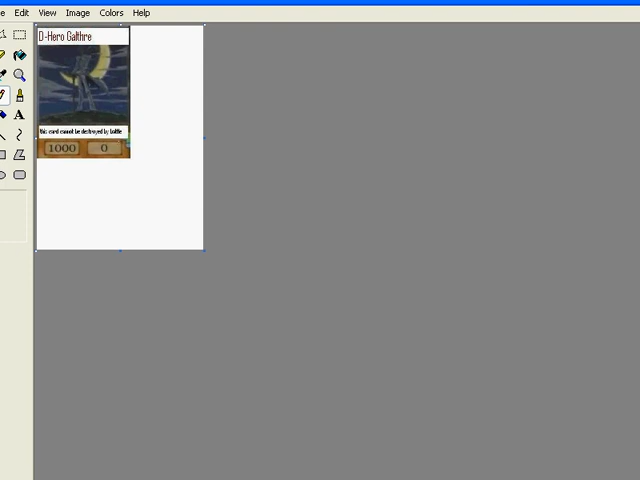 e Edit View Image Colors Help
A
D-Hero Galthre
this card cannot be destroyed by battle
1000 0